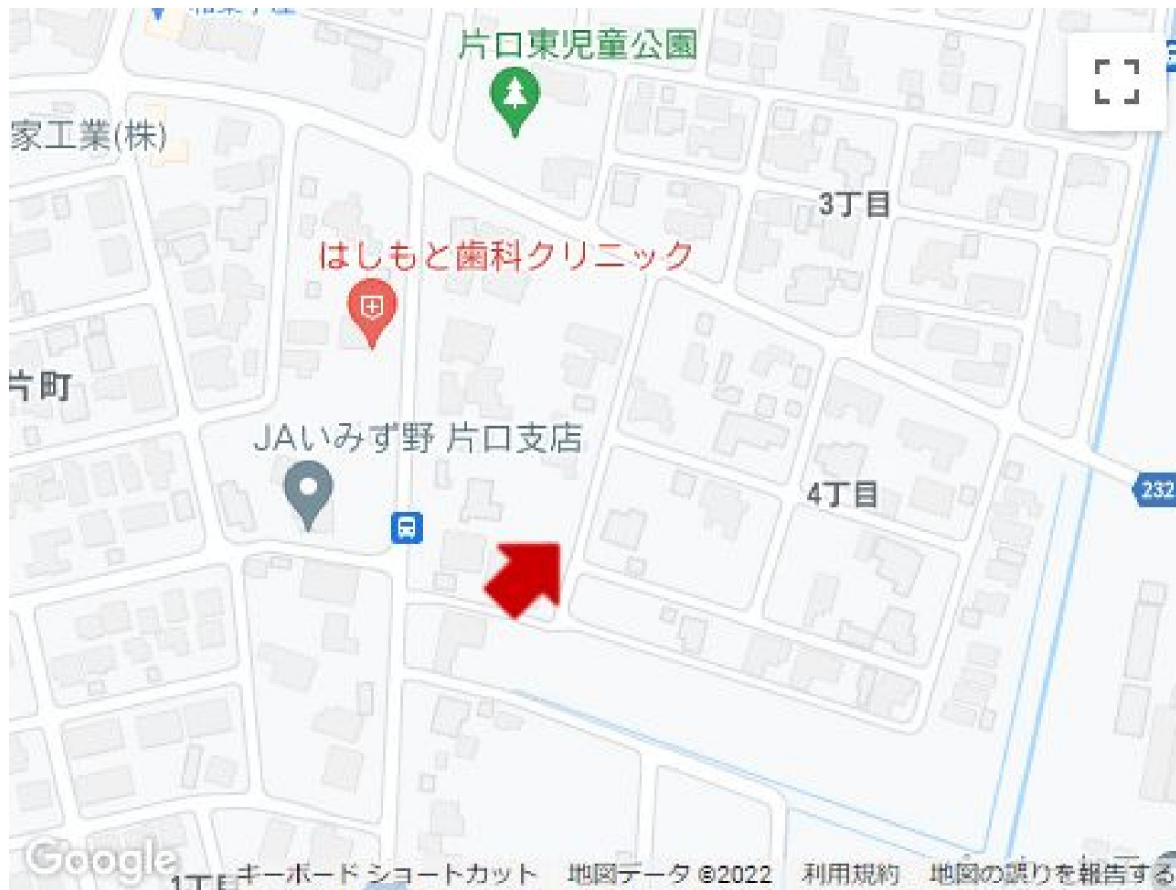 片口東児童公園
家工業(株)
3丁目
はしもと歯科クリニック
片町
JAいみず野 片口支店
4丁目
232
Google
キーボード ショートカット 地図データ ©2022 利用規約 地図の誤りを報告する